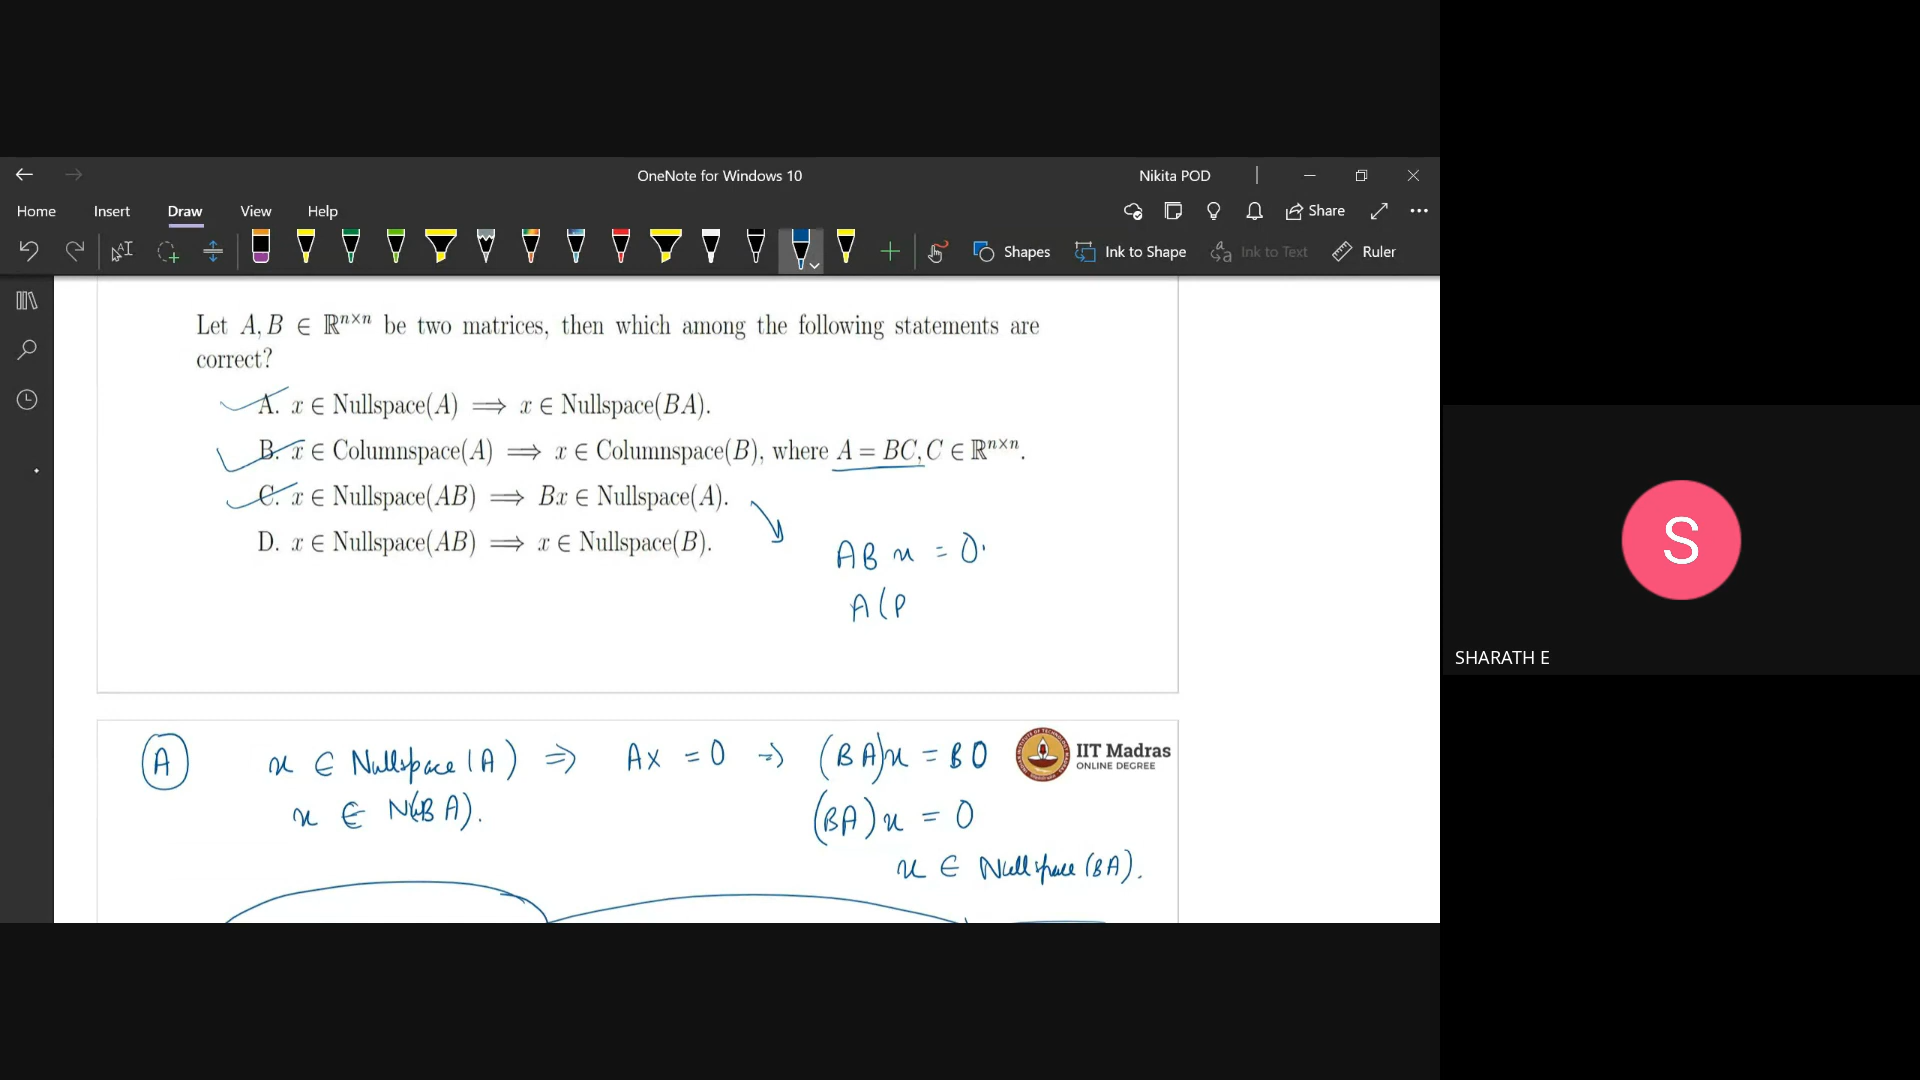 OneNote for Windows 10
Nikita POD
Home Insert Draw View Help
Share
Shapes Ink to Shape Ink to Text Ruler
Let A, B ∈ ℝⁿˣⁿ be two matrices, then which among the following statements are
correct?
A. x ∈ Nullspace(A) ⟹ x ∈ Nullspace(BA).
B. x ∈ Columnspace(A) ⟹ x ∈ Columnspace(B), where A = BC, C ∈ ℝⁿˣⁿ.
C. x ∈ Nullspace(AB) ⟹ Bx ∈ Nullspace(A).
D. x ∈ Nullspace(AB) ⟹ x ∈ Nullspace(B).
ABx = 0.
A(P
A x ∈ Nullspace(A) ⇒ Ax = 0 ⇒ (BA)x = B0
IIT Madras
ONLINE DEGREE
x ∈ N(BA). (BA)x = 0
x ∈ Nullspace(BA).
S
SHARATH E